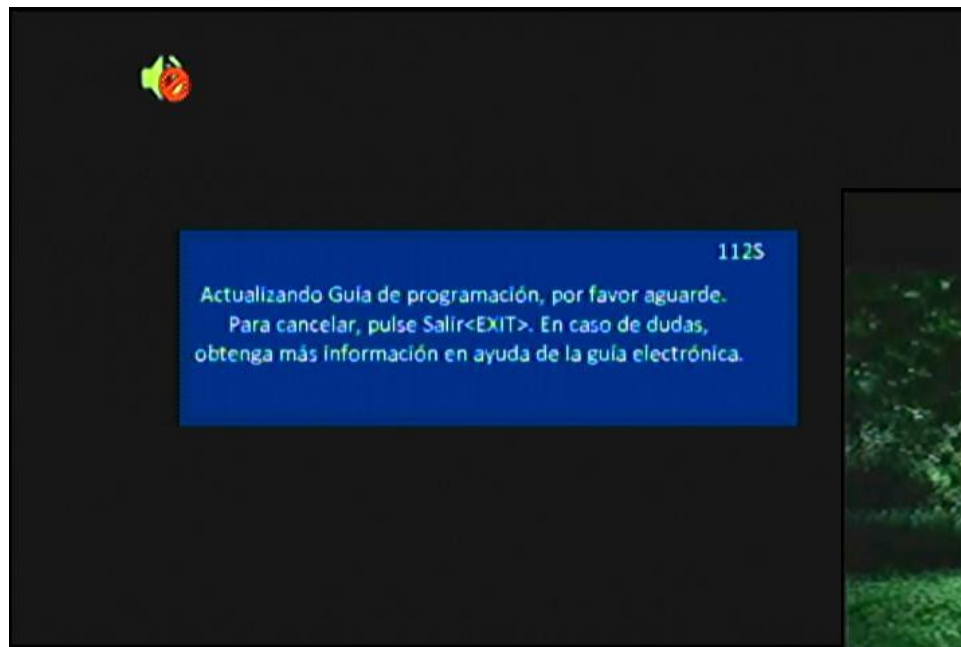 112S
Actualizando Guía de programación, por favor aguarde.
Para cancelar, pulse Salir<EXIT>. En caso de dudas,
obtenga más información en ayuda de la guía electrónica.